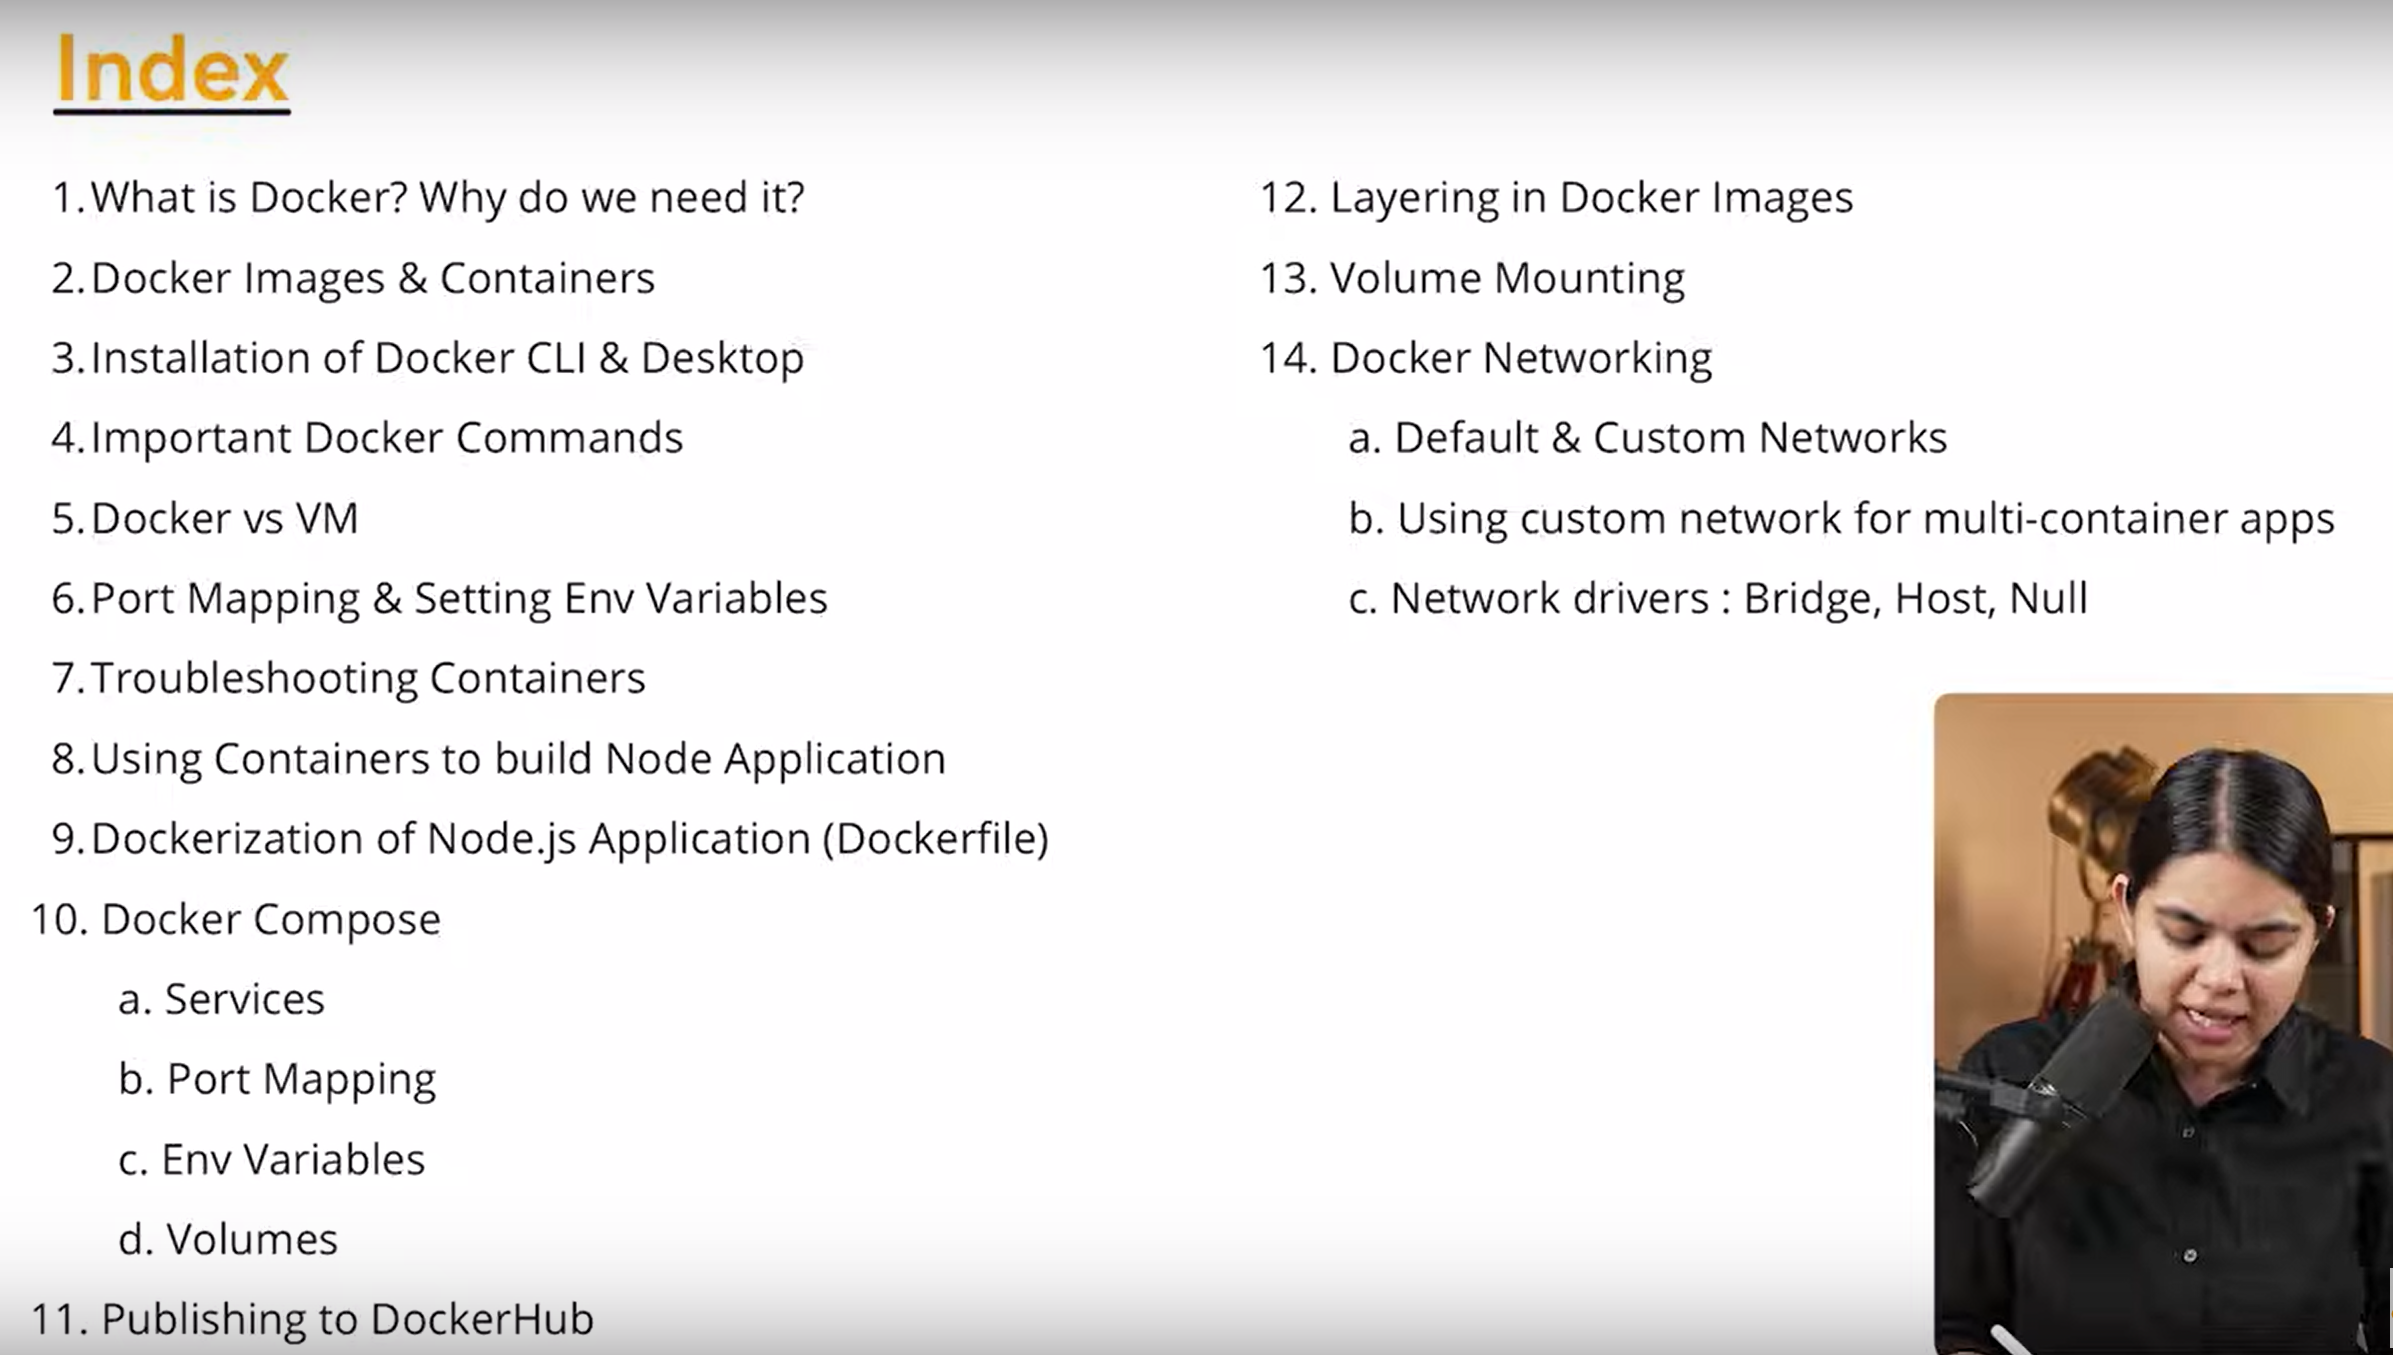 Index
1. What is Docker? Why do we need it?
2. Docker Images & Containers
3. Installation of Docker CLI & Desktop
4. Important Docker Commands
5. Docker vs VM
6. Port Mapping & Setting Env Variables
7. Troubleshooting Containers
8. Using Containers to build Node Application
9. Dockerization of Node.js Application (Dockerfile)
10. Docker Compose
a. Services
b. Port Mapping
c. Env Variables
d. Volumes
11. Publishing to DockerHub
12. Layering in Docker Images
13. Volume Mounting
14. Docker Networking
a. Default & Custom Networks
b. Using custom network for multi-container apps
c. Network drivers : Bridge, Host, Null